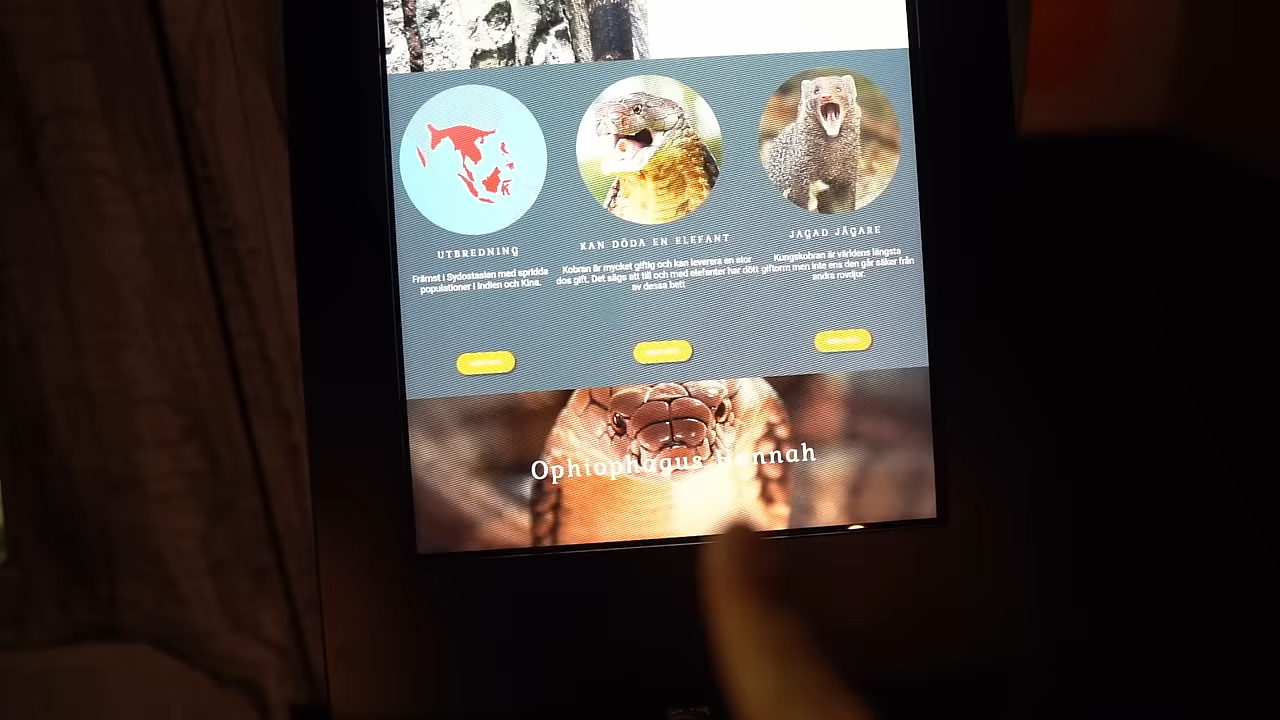 UTBREDNING
Främst i Sydostasien med spridda
populationer i Indien och Kina.
KAN DÖDA EN ELEFANT
Kobran är mycket giftig och kan leverera en stor
dos gift. Det sägs att till och med elefanter har dött
av dessa bett
JAGAD JÄGARE
Kungskobran är världens längsta
giftorm men inte ens den går säker från
andra rovdjur.
Ophiophagus Hannah